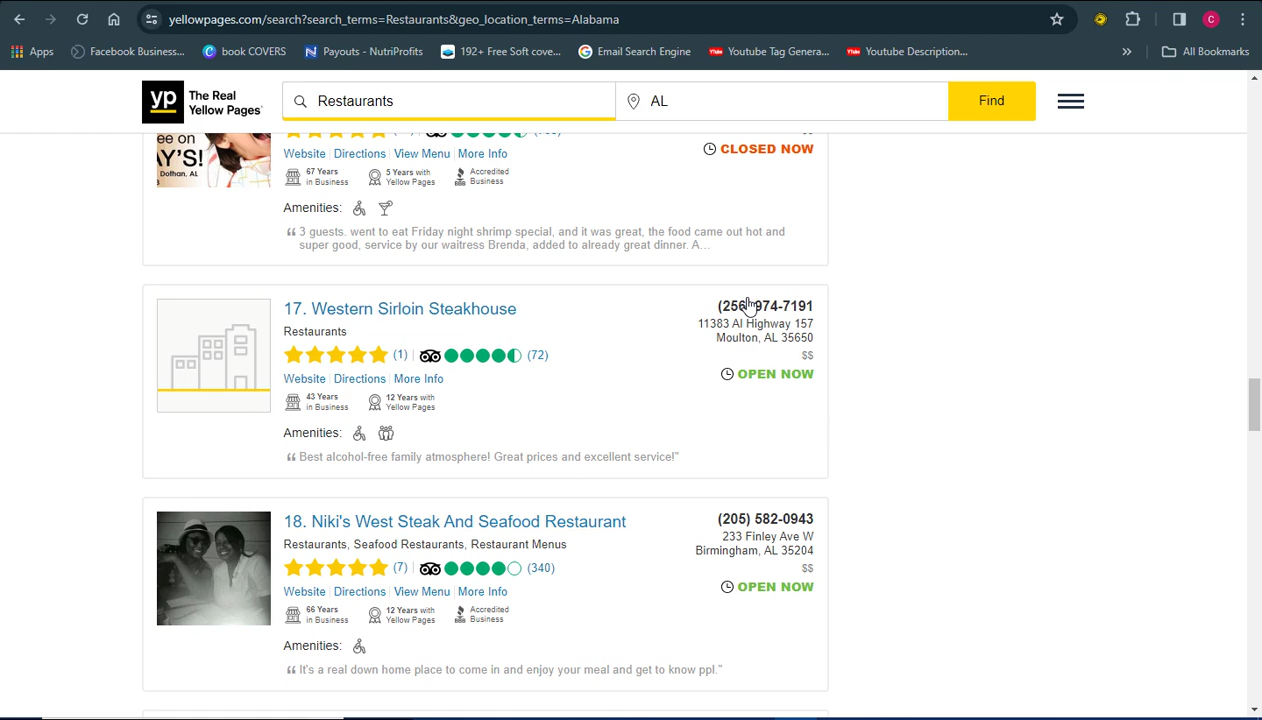 yellowpages.com/search?search_terms=Restaurants&geo_location_terms=Alabama
C
Apps
Facebook Business...
book COVERS
Payouts - NutriProfits
192+ Free Soft cove...
Email Search Engine
Youtube Tag Genera...
Youtube Description...
»
All Bookmarks
yp The Real Yellow Pages
Restaurants
AL
Find
$$
CLOSED NOW
Website Directions View Menu More Info
67 Years in Business
5 Years with Yellow Pages
Accredited Business
Amenities:
“ 3 guests. went to eat Friday night shrimp special, and it was great, the food came out hot and
super good, service by our waitress Brenda, added to already great dinner. A...
17. Western Sirloin Steakhouse
(256) 974-7191
Restaurants
11383 Al Highway 157
Moulton, AL 35650
(1) (72)
$$
OPEN NOW
Website Directions More Info
43 Years in Business
12 Years with Yellow Pages
Amenities:
“ Best alcohol-free family atmosphere! Great prices and excellent service!”
18. Niki's West Steak And Seafood Restaurant
(205) 582-0943
Restaurants, Seafood Restaurants, Restaurant Menus
233 Finley Ave W
Birmingham, AL 35204
(7) (340)
$$
OPEN NOW
Website Directions View Menu More Info
66 Years in Business
12 Years with Yellow Pages
Accredited Business
Amenities:
“ It's a real down home place to come in and enjoy your meal and get to know ppl.”